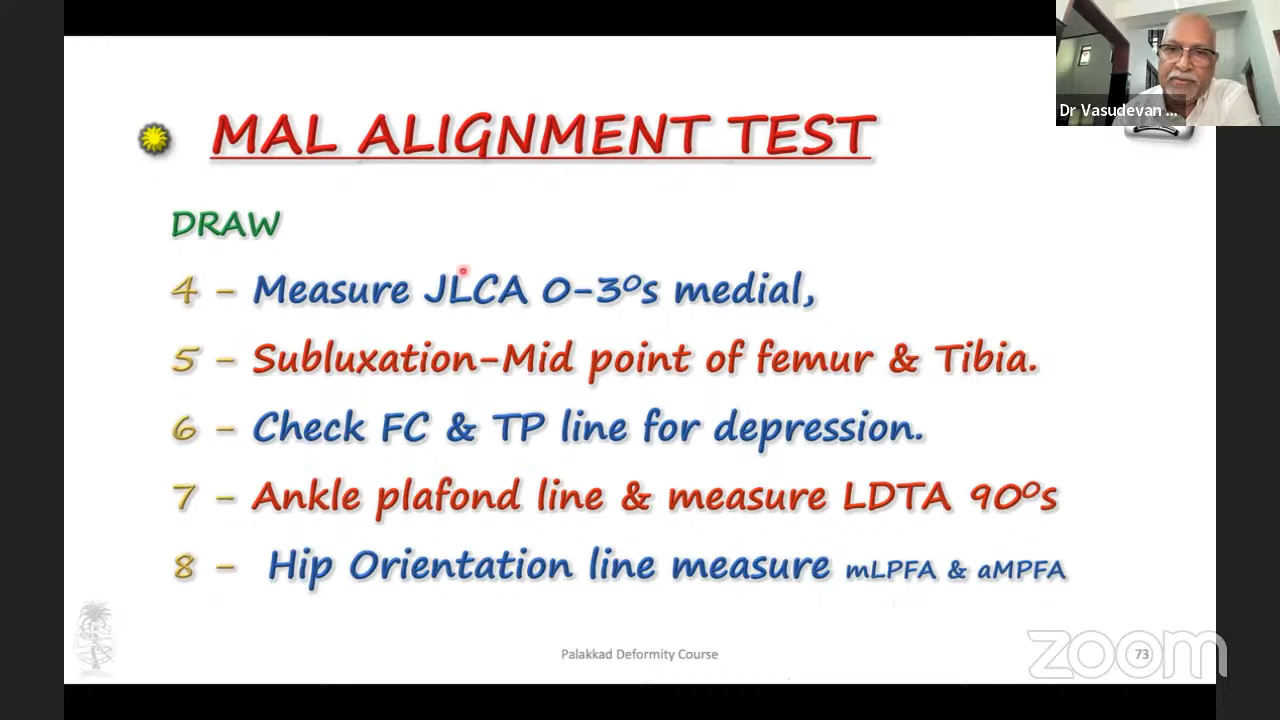 Dr Vasudevan ...
MAL ALIGNMENT TEST
DRAW
4 - Measure JLCA 0-3⁰s medial,
5 - Subluxation-Mid point of femur & Tibia.
6 - Check FC & TP line for depression.
7 - Ankle plafond line & measure LDTA 90⁰s
8 - Hip Orientation line measure mLPFA & aMPFA
Palakkad Deformity Course
73
zoom